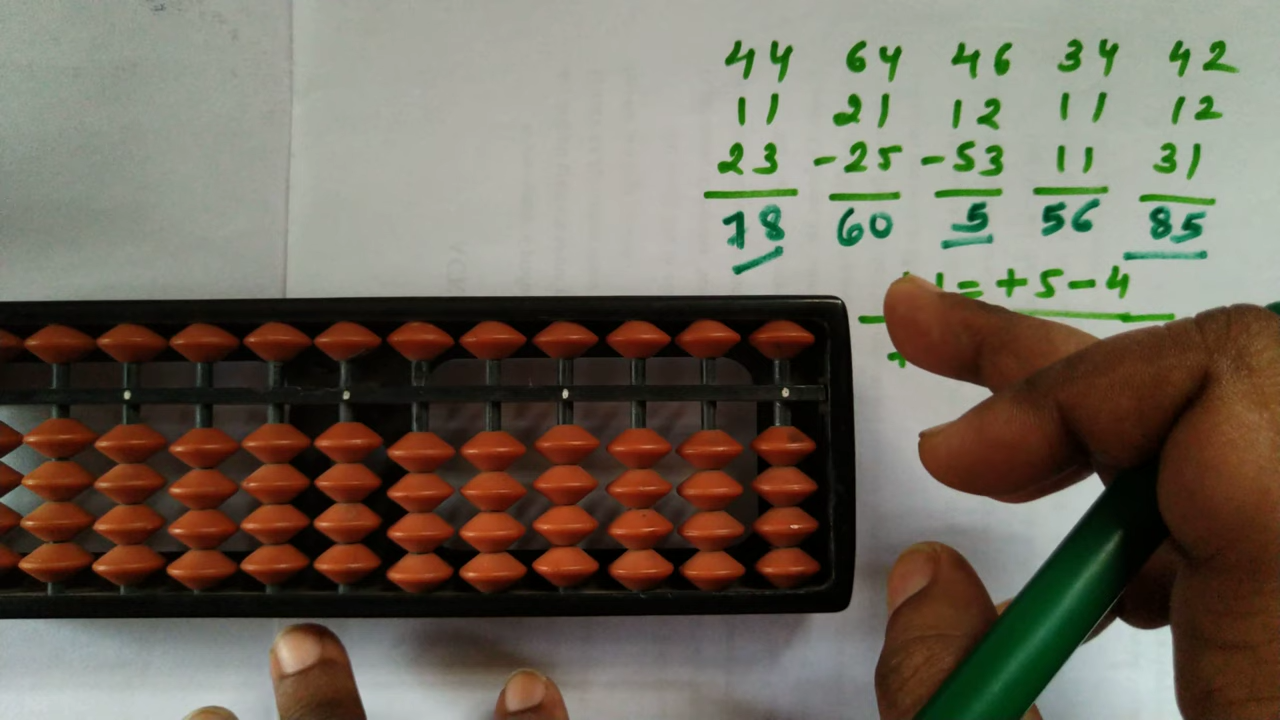 44 64 46 34 42
11 21 12 11 12
23 -25 -53 11 31
78 60 5 56 85
= +5-4